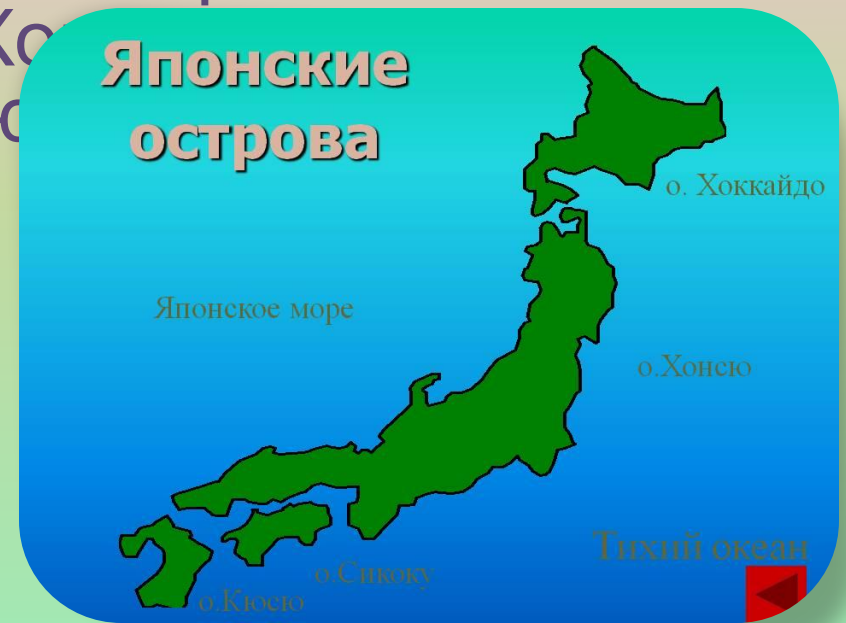 Японские
острова
о. Хоккайдо
Японское море
о.Хонсю
Тихий океан
о.Сикоку
о.Кюсю